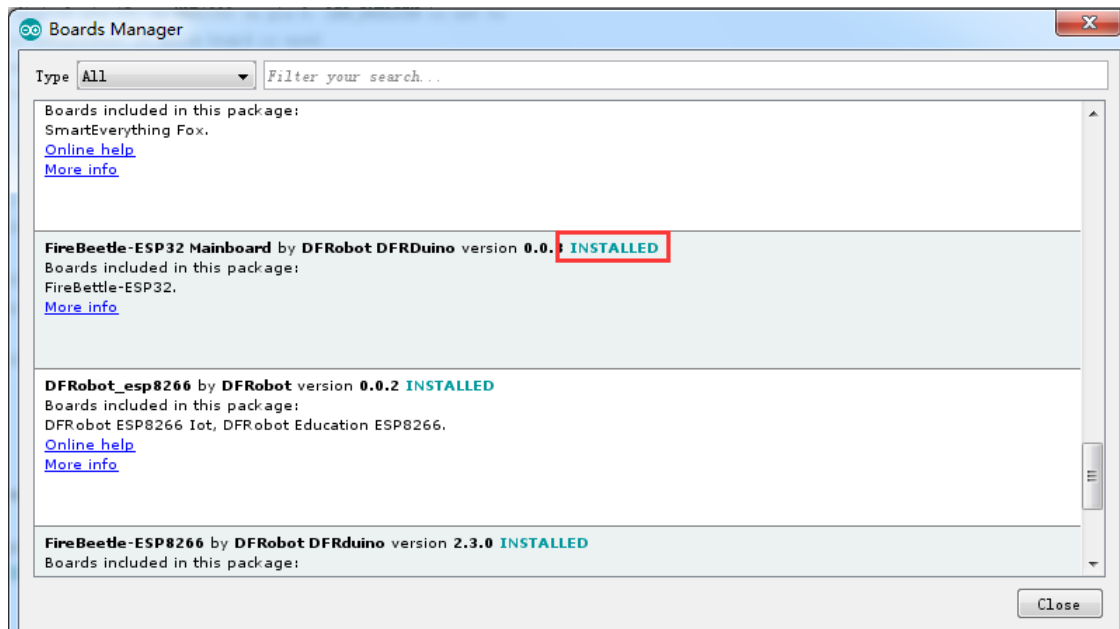 Boards Manager
Type All Filter your search...
Boards included in this package:
SmartEverything Fox.
Online help
More info
FireBeetle-ESP32 Mainboard by DFRobot DFRDuino version 0.0.3 INSTALLED
Boards included in this package:
FireBettle-ESP32.
More info
DFRobot_esp8266 by DFRobot version 0.0.2 INSTALLED
Boards included in this package:
DFRobot ESP8266 Iot, DFRobot Education ESP8266.
Online help
More info
FireBeetle-ESP8266 by DFRobot DFRduino version 2.3.0 INSTALLED
Boards included in this package:
Close